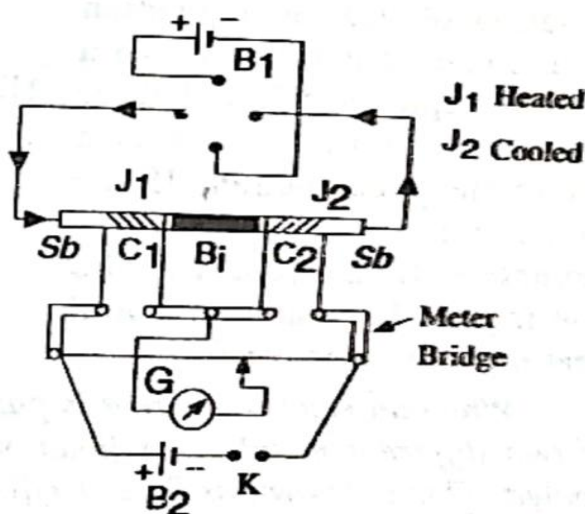 + -
B1
J1 Heated
J2 Cooled
J1 J2
Sb C1 Bi C2 Sb
Meter
Bridge
G
+ -
B2 K